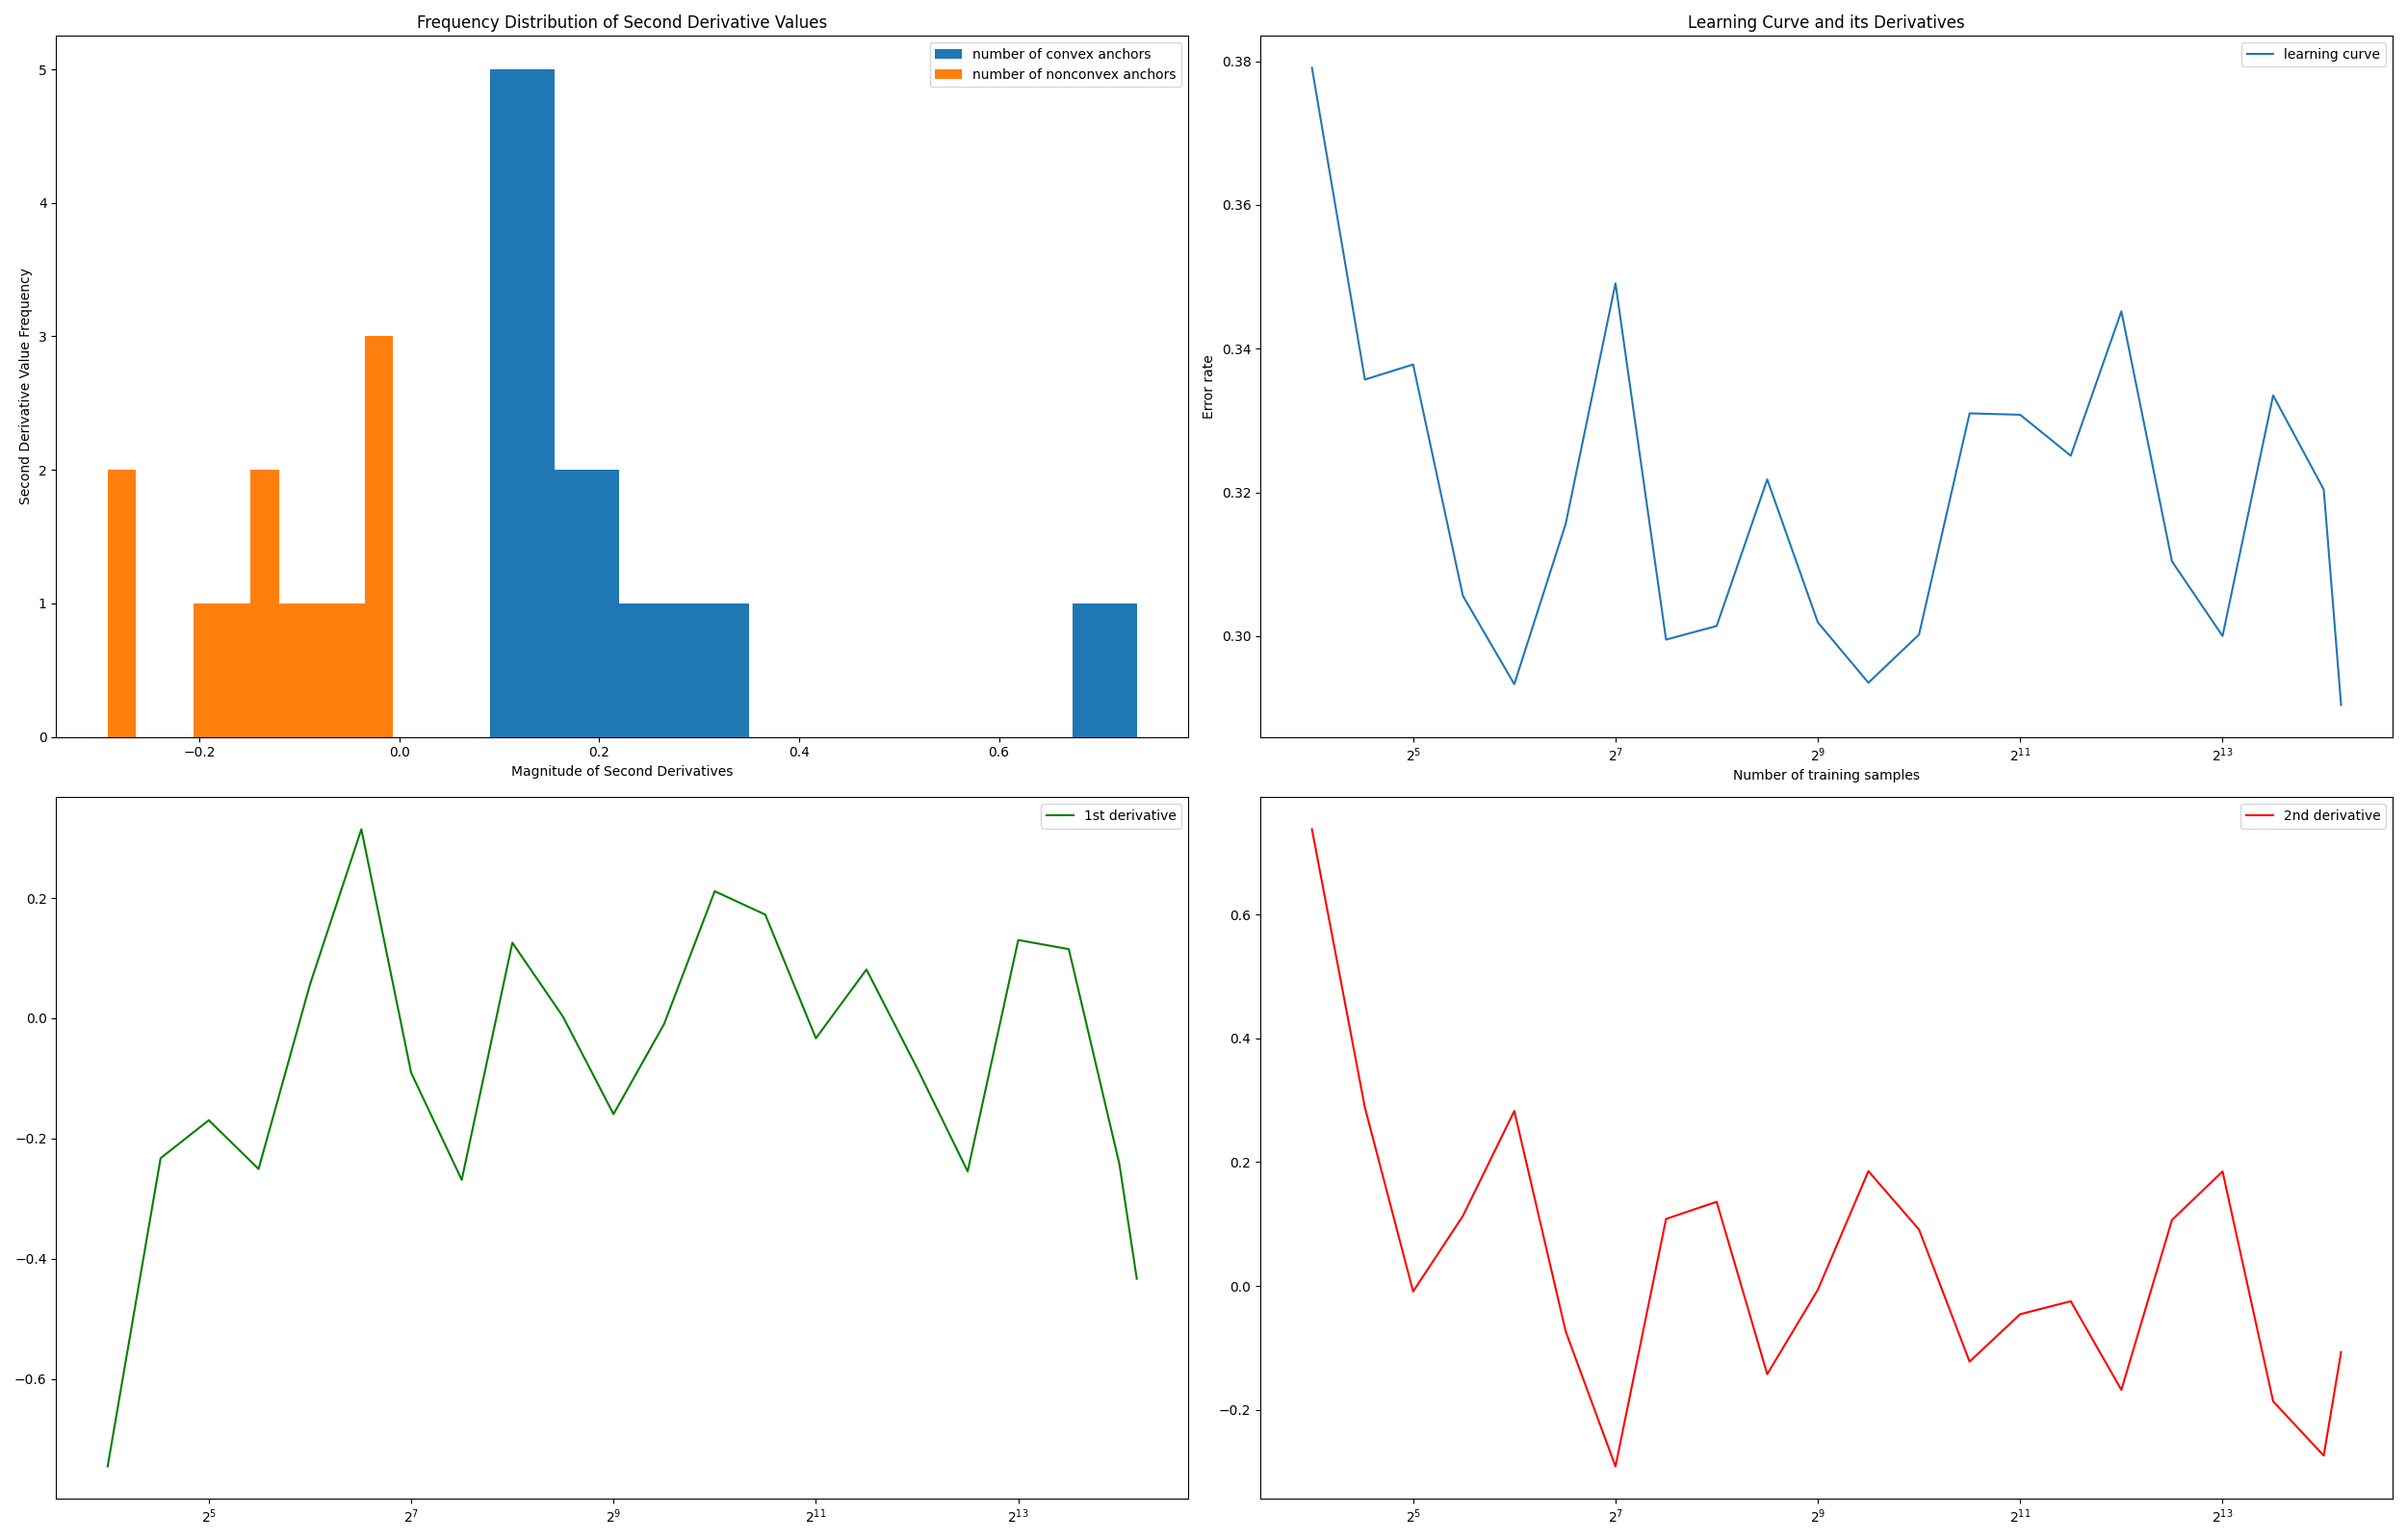 Frequency Distribution of Second Derivative Values
number of convex anchors
number of nonconvex anchors
5
4
3
2
1
0
Second Derivative Value Frequency
−0.2 0.0 0.2 0.4 0.6
Magnitude of Second Derivatives
Learning Curve and its Derivatives
learning curve
0.38
0.36
0.34
0.32
0.30
Error rate
2^5 2^7 2^9 2^11 2^13
Number of training samples
1st derivative
0.2
0.0
−0.2
−0.4
−0.6
2^5 2^7 2^9 2^11 2^13
2nd derivative
0.6
0.4
0.2
0.0
−0.2
2^5 2^7 2^9 2^11 2^13